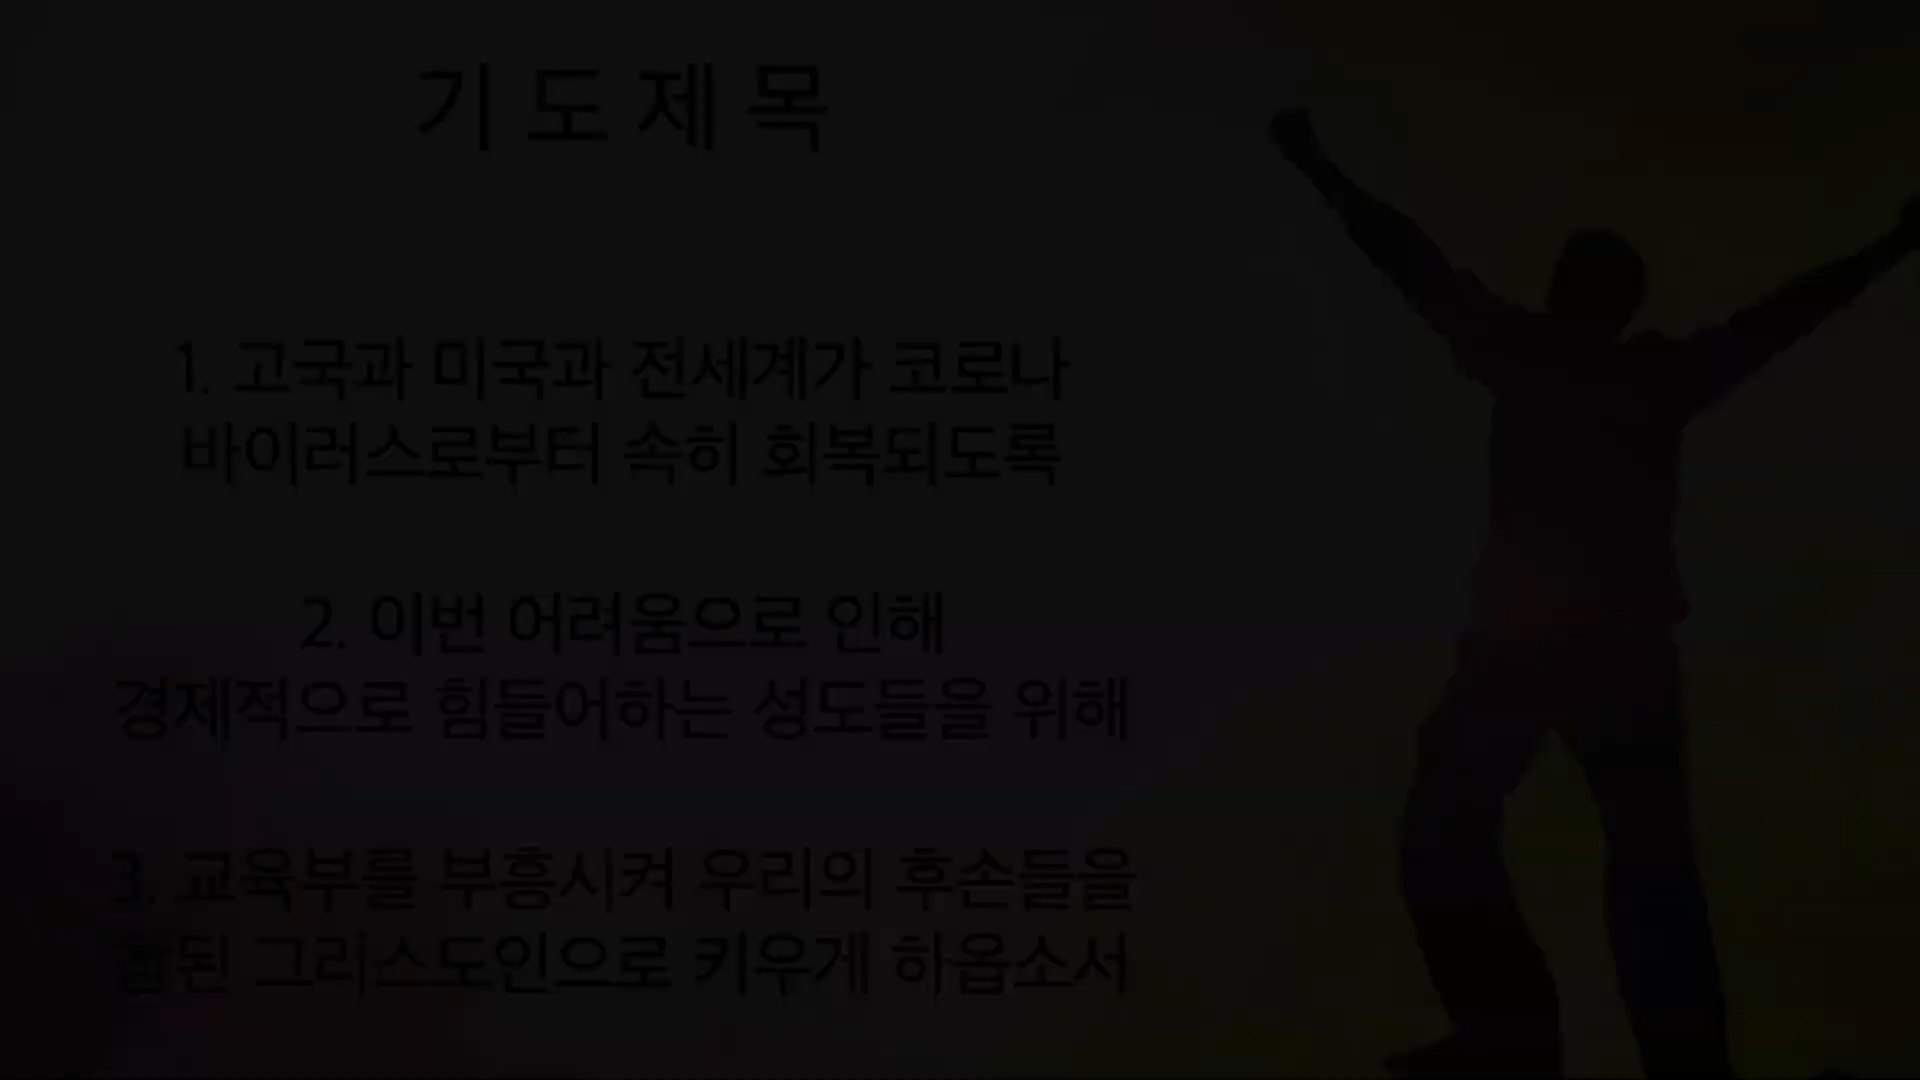 기도제목
1. 고국과 미국과 전세계가 코로나
바이러스로부터 속히 회복되도록
2. 이번 어려움으로 인해
경제적으로 힘들어하는 성도들을 위해
3. 교육부를 부흥시켜 우리의 후손들을
참된 그리스도인으로 키우게 하옵소서